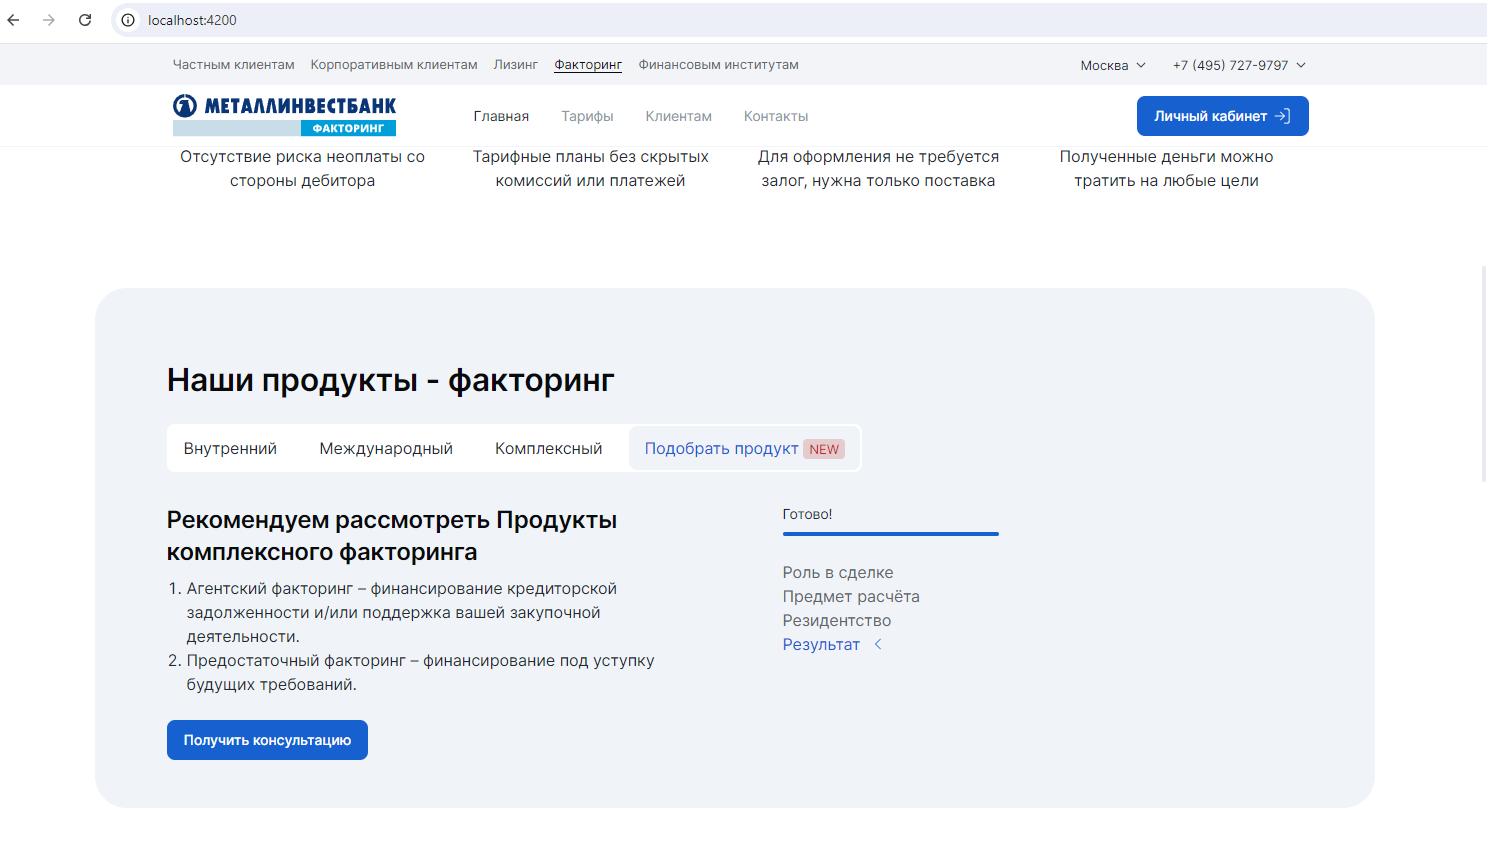 localhost:4200
Частным клиентам Корпоративным клиентам Лизинг Факторинг Финансовым институтам Москва +7 (495) 727-9797
МЕТАЛЛИНВЕСТБАНК
ФАКТОРИНГ
Главная Тарифы Клиентам Контакты Личный кабинет
Отсутствие риска неоплаты со
стороны дебитора
Тарифные планы без скрытых
комиссий или платежей
Для оформления не требуется
залог, нужна только поставка
Полученные деньги можно
тратить на любые цели
Наши продукты - факторинг
Внутренний Международный Комплексный Подобрать продукт NEW
Рекомендуем рассмотреть Продукты
комплексного факторинга
1. Агентский факторинг – финансирование кредиторской
задолженности и/или поддержка вашей закупочной
деятельности.
2. Предостаточный факторинг – финансирование под уступку
будущих требований.
Получить консультацию
Готово!
Роль в сделке
Предмет расчёта
Резидентство
Результат